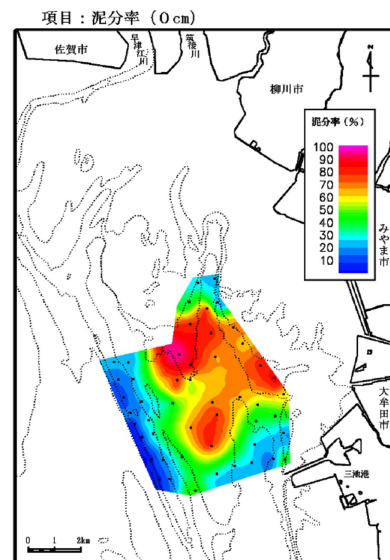 項目：泥分率（０cm）
佐賀市
早津江川
筑後川
柳川市
泥分率（%）
100
90
80
70
60
50
40
30
20
10
みやま市
大牟田市
三池港
0 1 2km